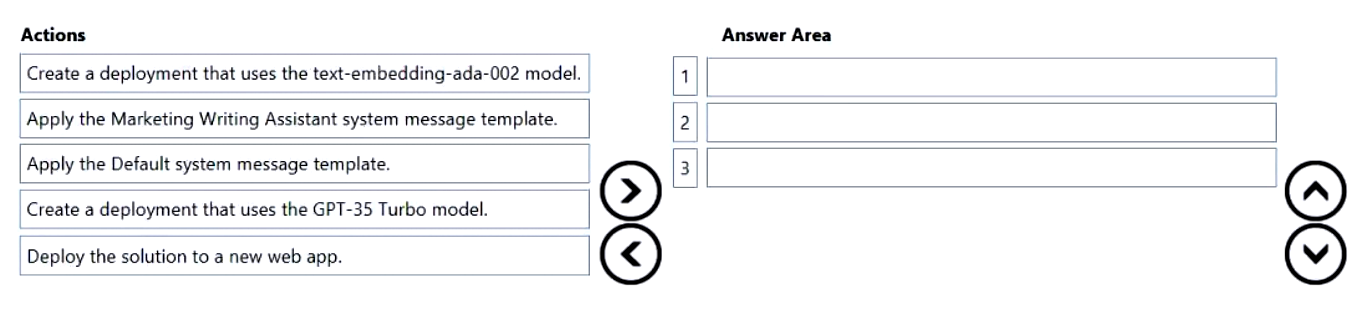 Actions
Answer Area
Create a deployment that uses the text-embedding-ada-002 model.
Apply the Marketing Writing Assistant system message template.
Apply the Default system message template.
Create a deployment that uses the GPT-35 Turbo model.
Deploy the solution to a new web app.
1
2
3